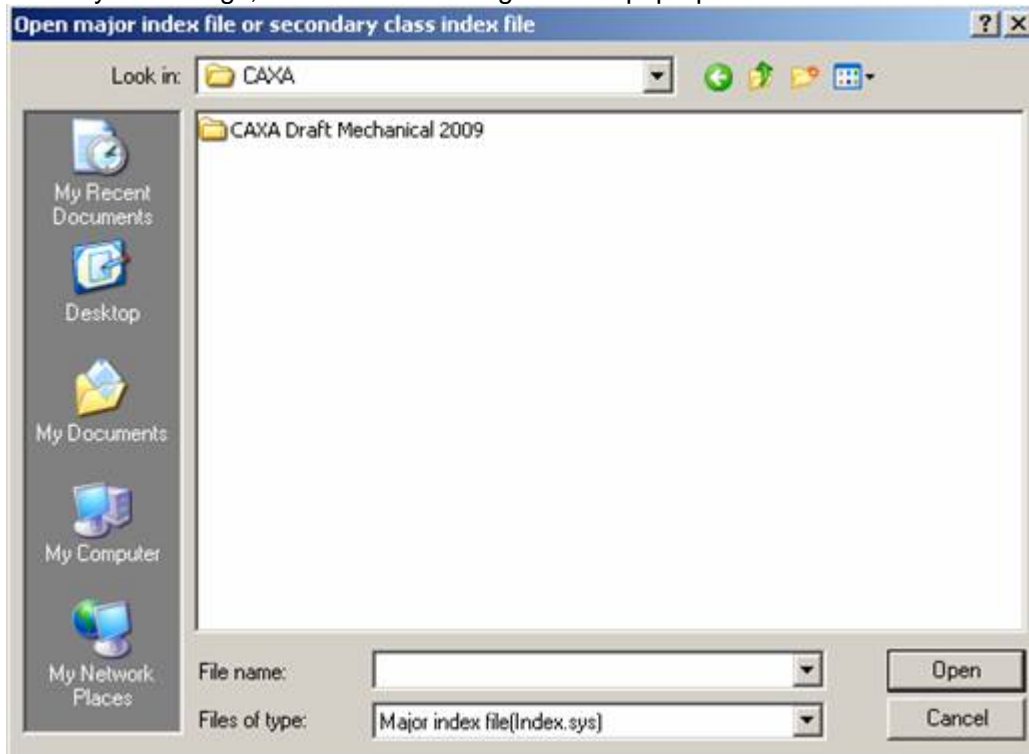 Open major index file or secondary class index file
Look in: CAXA
CAXA Draft Mechanical 2009
My Recent
Documents
Desktop
My Documents
My Computer
My Network
Places
File name:
Open
Files of type: Major index file(Index.sys)
Cancel